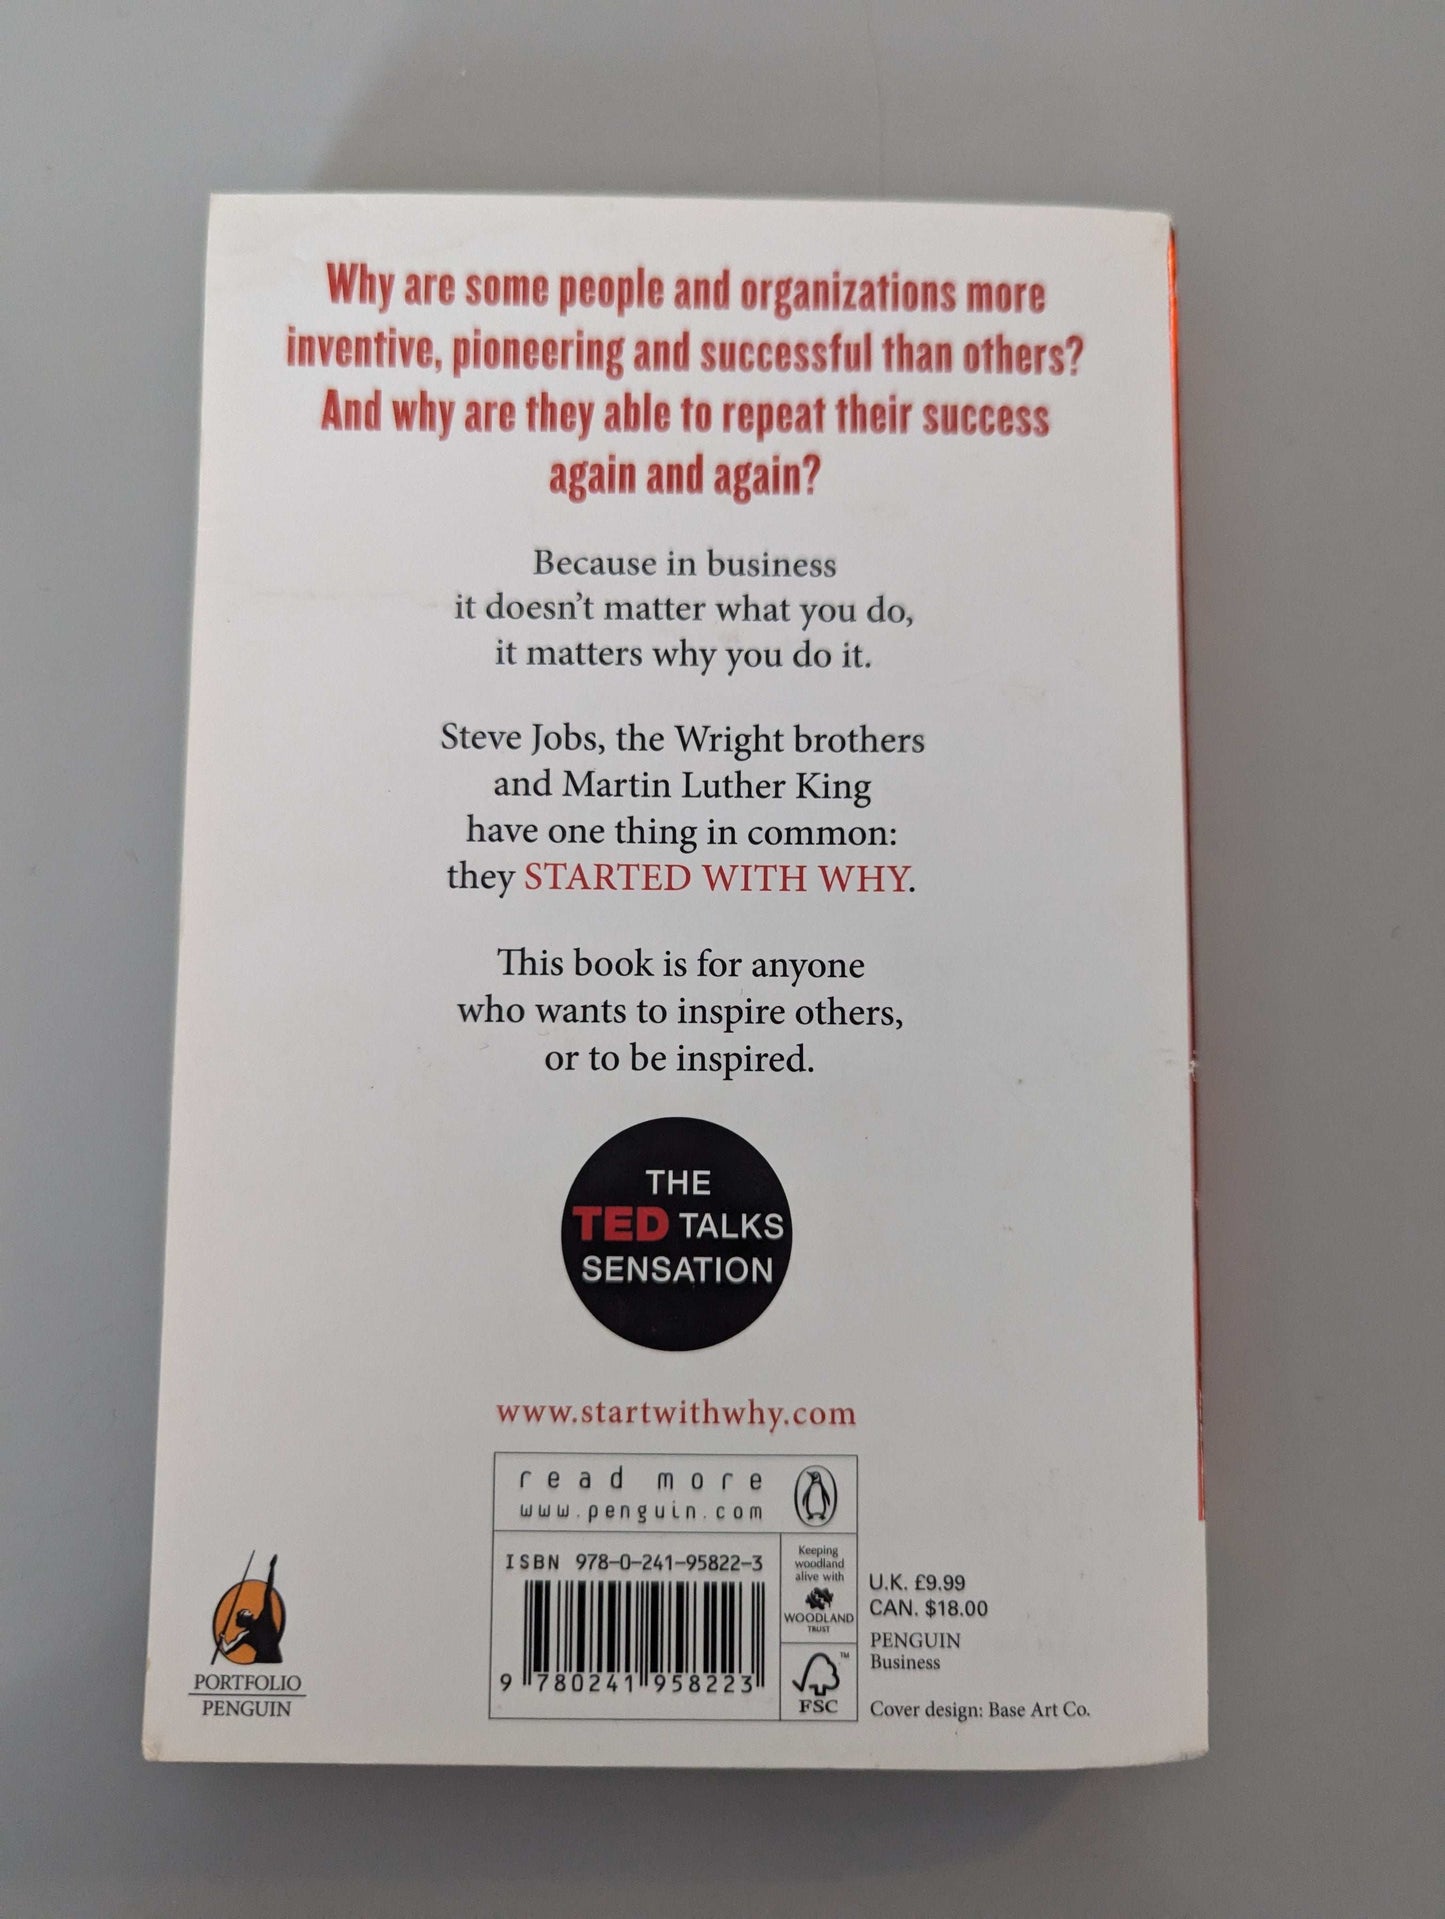 Why are some people and organizations more
inventive, pioneering and successful than others?
And why are they able to repeat their success
again and again?
Because in business
it doesn't matter what you do,
it matters why you do it.
Steve Jobs, the Wright brothers
and Martin Luther King
have one thing in common:
they STARTED WITH WHY.
This book is for anyone
who wants to inspire others,
or to be inspired.
THE
TED TALKS
SENSATION
www.startwithwhy.com
read more
www.penguin.com
ISBN 978-0-241-95822-3
9 780241 958223
Keeping
woodland
alive with
WOODLAND
TRUST
™
FSC
U.K. £9.99
CAN. $18.00
PENGUIN
Business
Cover design: Base Art Co.
PORTFOLIO
PENGUIN